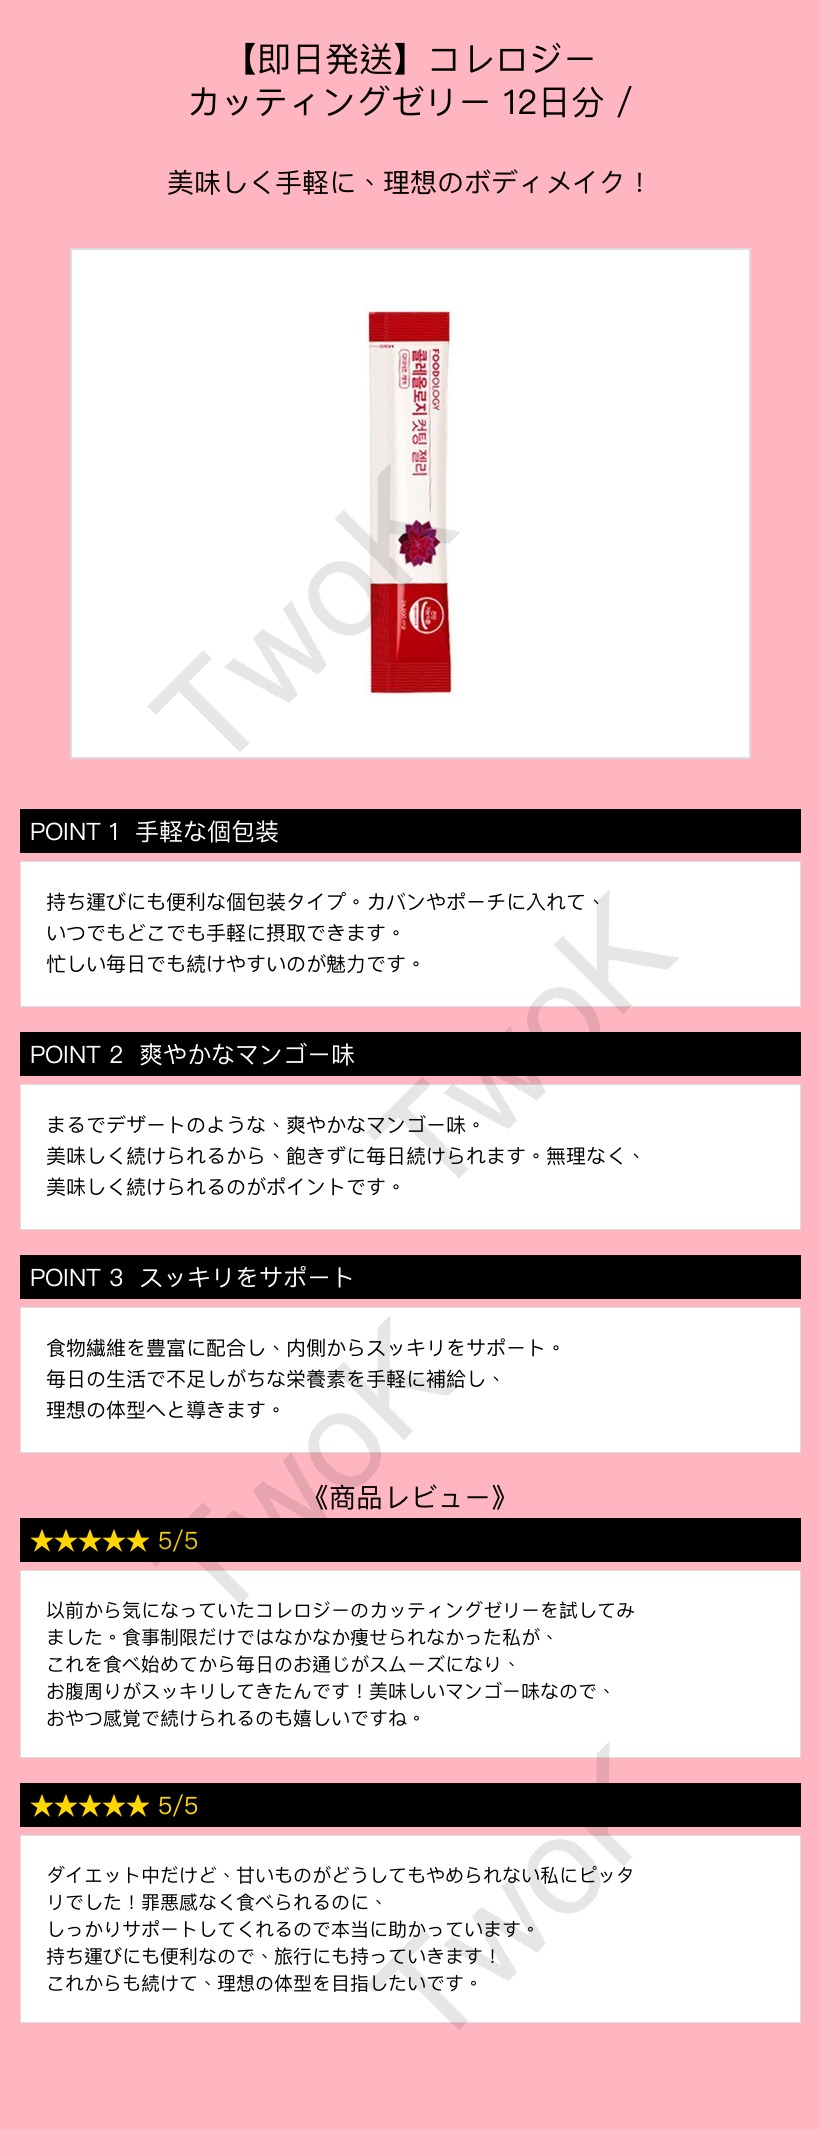 【即日発送】コレロジー
カッティングゼリー 12日分 /
美味しく手軽に、理想のボディメイク！
FOODOLOGY
콜레올로지 컷팅 젤리
TwoK
POINT 1 手軽な個包装
持ち運びにも便利な個包装タイプ。カバンやポーチに入れて、
いつでもどこでも手軽に摂取できます。
忙しい毎日でも続けやすいのが魅力です。
TwoK
POINT 2 爽やかなマンゴー味
まるでデザートのような、爽やかなマンゴー味。
美味しく続けられるから、飽きずに毎日続けられます。無理なく、
美味しく続けられるのがポイントです。
POINT 3 スッキリをサポート
食物繊維を豊富に配合し、内側からスッキリをサポート。
毎日の生活で不足しがちな栄養素を手軽に補給し、
理想の体型へと導きます。
TwoK
《商品レビュー》
★★★★★ 5/5
以前から気になっていたコレロジーのカッティングゼリーを試してみ
ました。食事制限だけではなかなか痩せられなかった私が、
これを食べ始めてから毎日のお通じがスムーズになり、
お腹周りがスッキリしてきたんです！美味しいマンゴー味なので、
おやつ感覚で続けられるのも嬉しいですね。
★★★★★ 5/5
ダイエット中だけど、甘いものがどうしてもやめられない私にピッタ
リでした！罪悪感なく食べられるのに、
しっかりサポートしてくれるので本当に助かっています。
持ち運びにも便利なので、旅行にも持っていきます！
これからも続けて、理想の体型を目指したいです。
TwoK